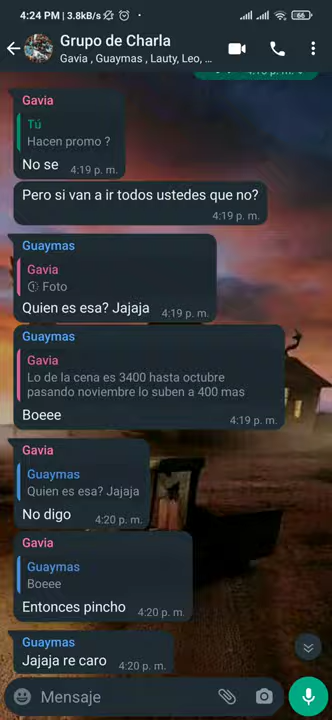 4:24 PM | 3.8kB/s
66
Grupo de Charla
Gavia , Guaymas , Lauty, Leo, ...
Gavia
Tú
Hacen promo ?
No se
4:19 p. m.
Pero si van a ir todos ustedes que no?
4:19 p. m.
Guaymas
Gavia
Foto
Quien es esa? Jajaja
4:19 p. m.
Guaymas
Gavia
Lo de la cena es 3400 hasta octubre
pasando noviembre lo suben a 400 mas
Boeee
4:19 p. m.
Gavia
Guaymas
Quien es esa? Jajaja
No digo
4:20 p. m.
Gavia
Guaymas
Boeee
Entonces pincho
4:20 p. m.
Guaymas
Jajaja re caro
4:20 p. m.
Mensaje